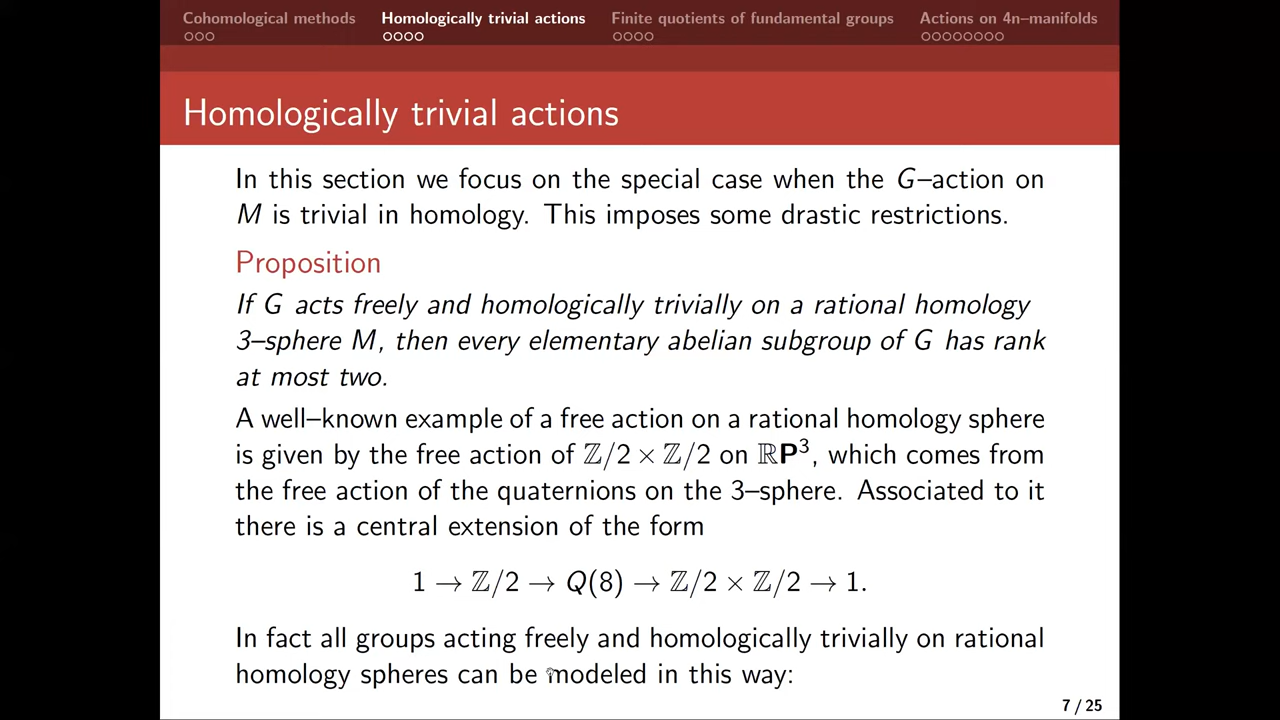 Cohomological methods Homologically trivial actions Finite quotients of fundamental groups Actions on 4n–manifolds
Homologically trivial actions
In this section we focus on the special case when the G–action on
M is trivial in homology. This imposes some drastic restrictions.
Proposition
If G acts freely and homologically trivially on a rational homology
3–sphere M, then every elementary abelian subgroup of G has rank
at most two.
A well–known example of a free action on a rational homology sphere
is given by the free action of ℤ/2 × ℤ/2 on ℝP³, which comes from
the free action of the quaternions on the 3–sphere. Associated to it
there is a central extension of the form
1 → ℤ/2 → Q(8) → ℤ/2 × ℤ/2 → 1.
In fact all groups acting freely and homologically trivially on rational
homology spheres can be modeled in this way:
7 / 25